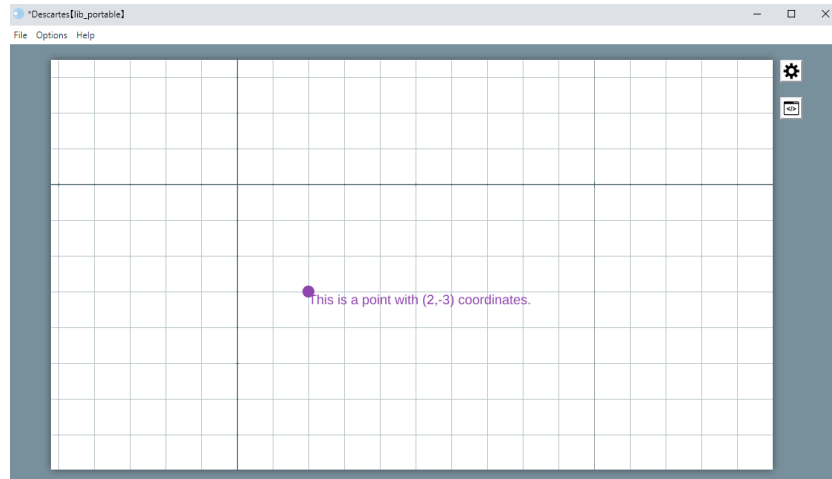 *Descartes【lib_portable】
File Options Help
</>
This is a point with (2,-3) coordinates.